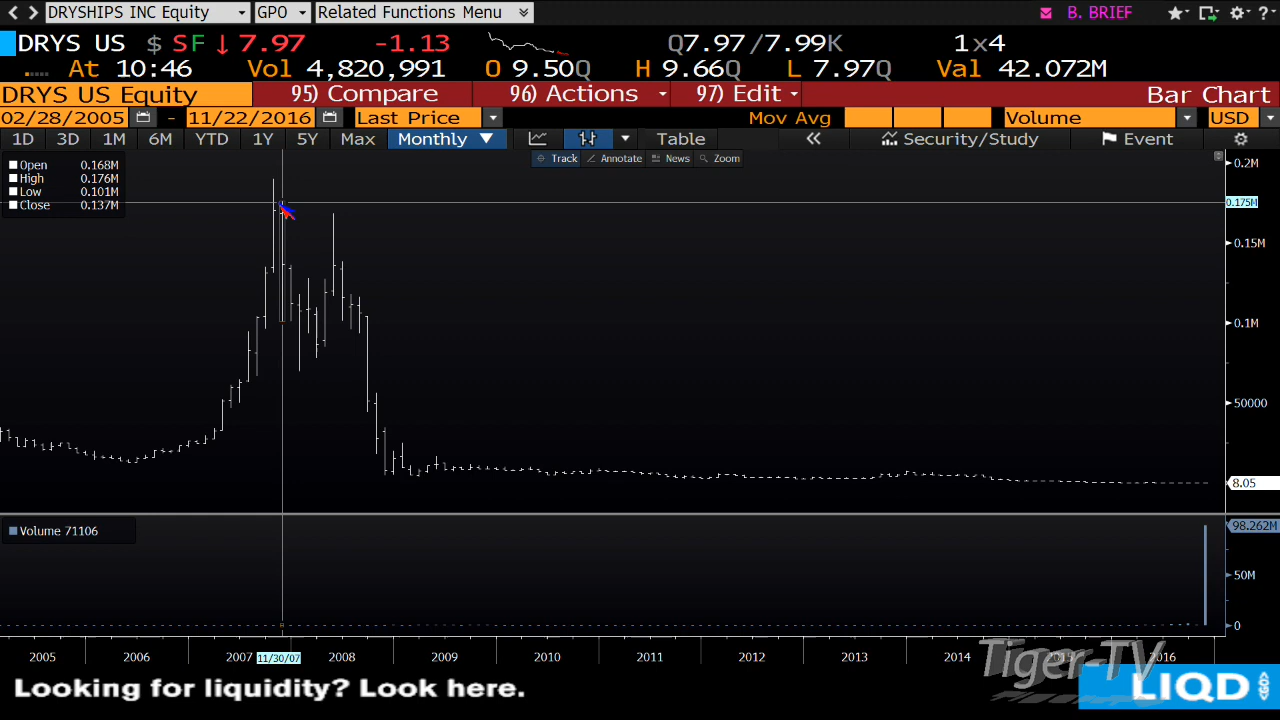 DRYSHIPS INC Equity GPO Related Functions Menu B. BRIEF
DRYS US $ SF ↓ 7.97 -1.13 Q7.97/7.99K 1x4
At 10:46 Vol 4,820,991 O 9.50Q H 9.66Q L 7.97Q Val 42.072M
DRYS US Equity 95) Compare 96) Actions 97) Edit Bar Chart
02/28/2005 - 11/22/2016 Last Price Mov Avg Volume USD
1D 3D 1M 6M YTD 1Y 5Y Max Monthly ▼ Table « Security/Study Event
Track Annotate News Zoom
Open 0.168M
High 0.176M
Low 0.101M
Close 0.137M
0.2M
0.175M
0.15M
0.1M
50000
8.05
Volume 71106
98.262M
50M
0
2005 2006 2007 11/30/07 2008 2009 2010 2011 2012 2013 2014 2015 2016
Tiger-TV
Looking for liquidity? Look here.
LIQD